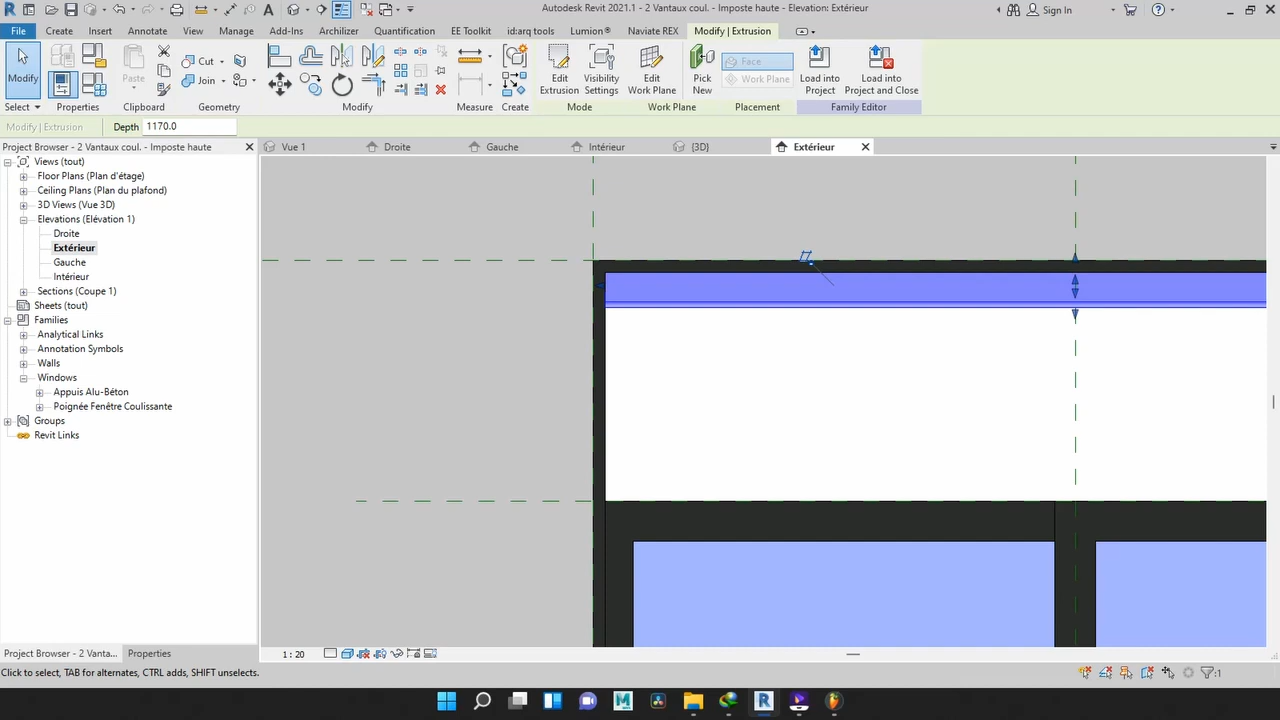 Autodesk Revit 2021.1 - 2 Vantaux coul. - Imposte haute - Elevation: Extérieur
Sign In
File Create Insert Annotate View Manage Add-Ins Archilizer Quantification EE Toolkit idarq tools Lumion® Naviate REX Modify | Extrusion
Modify Paste Cut Join Edit Extrusion Visibility Settings Edit Work Plane Pick New Face Work Plane Load into Project Load into Project and Close
Select Properties Clipboard Geometry Modify Measure Create Mode Work Plane Placement Family Editor
Modify | Extrusion Depth 1170.0
Project Browser - 2 Vantaux coul. - Imposte haute
Vue 1 Droite Gauche Intérieur {3D} Extérieur
Views (tout)
Floor Plans (Plan d'étage)
Ceiling Plans (Plan du plafond)
3D Views (Vue 3D)
Elevations (Elévation 1)
Droite
Extérieur
Gauche
Intérieur
Sections (Coupe 1)
Sheets (tout)
Families
Analytical Links
Annotation Symbols
Walls
Windows
Appuis Alu-Béton
Poignée Fenêtre Coulissante
Groups
Revit Links
Project Browser - 2 Vanta... Properties
1 : 20
Click to select, TAB for alternates, CTRL adds, SHIFT unselects.
:1